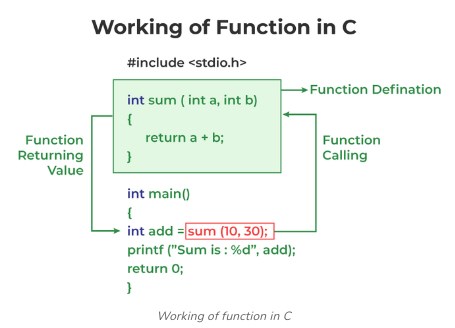 Working of Function in C
#include <stdio.h>
int sum ( int a, int b)
{
return a + b;
}
Function Defination
Function
Returning
Value
Function
Calling
int main()
{
int add = sum (10, 30);
printf (”Sum is : %d”, add);
return 0;
}
Working of function in C